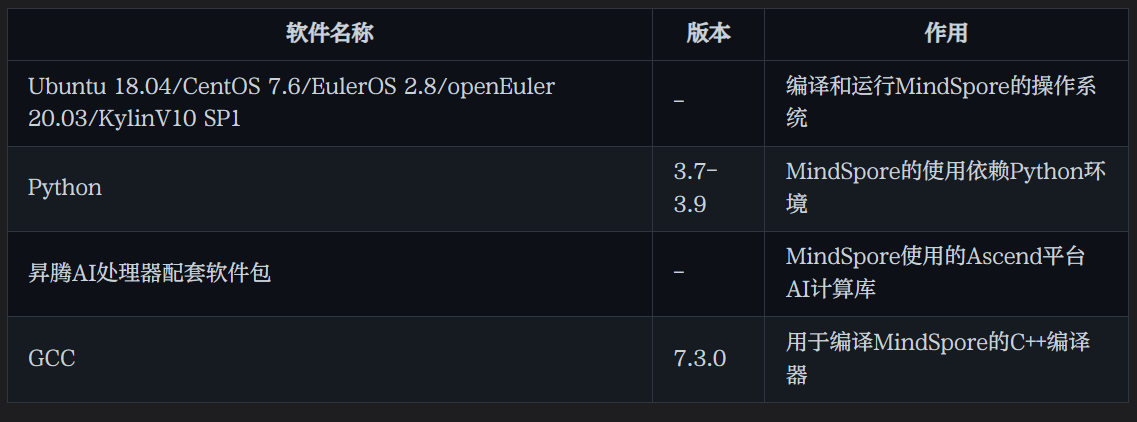 软件名称 版本 作用
Ubuntu 18.04/CentOS 7.6/EulerOS 2.8/openEuler
20.03/KylinV10 SP1
-
编译和运行MindSpore的操作系
统
Python
3.7-
3.9
MindSpore的使用依赖Python环
境
昇腾AI处理器配套软件包
-
MindSpore使用的Ascend平台
AI计算库
GCC
7.3.0
用于编译MindSpore的C++编译
器